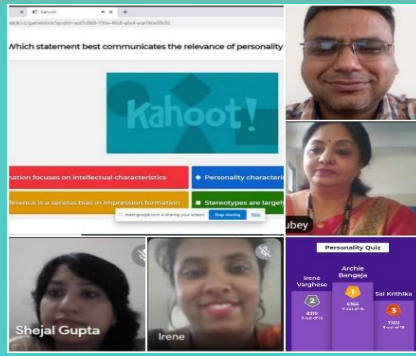 Kahoot!
Which statement best communicates the relevance of personality
Kahoot!
nation focuses on intellectual characteristics
Personality characteri
ference is a serious bias in impression formation
Stereotypes are largel
meet.google.com is sharing your screen
Stop sharing
Hide
ubey
Shejal Gupta
Irene
Personality Quiz
Archie
Bangeja
Irene
Varghese
Sai Krithika
1
2
3